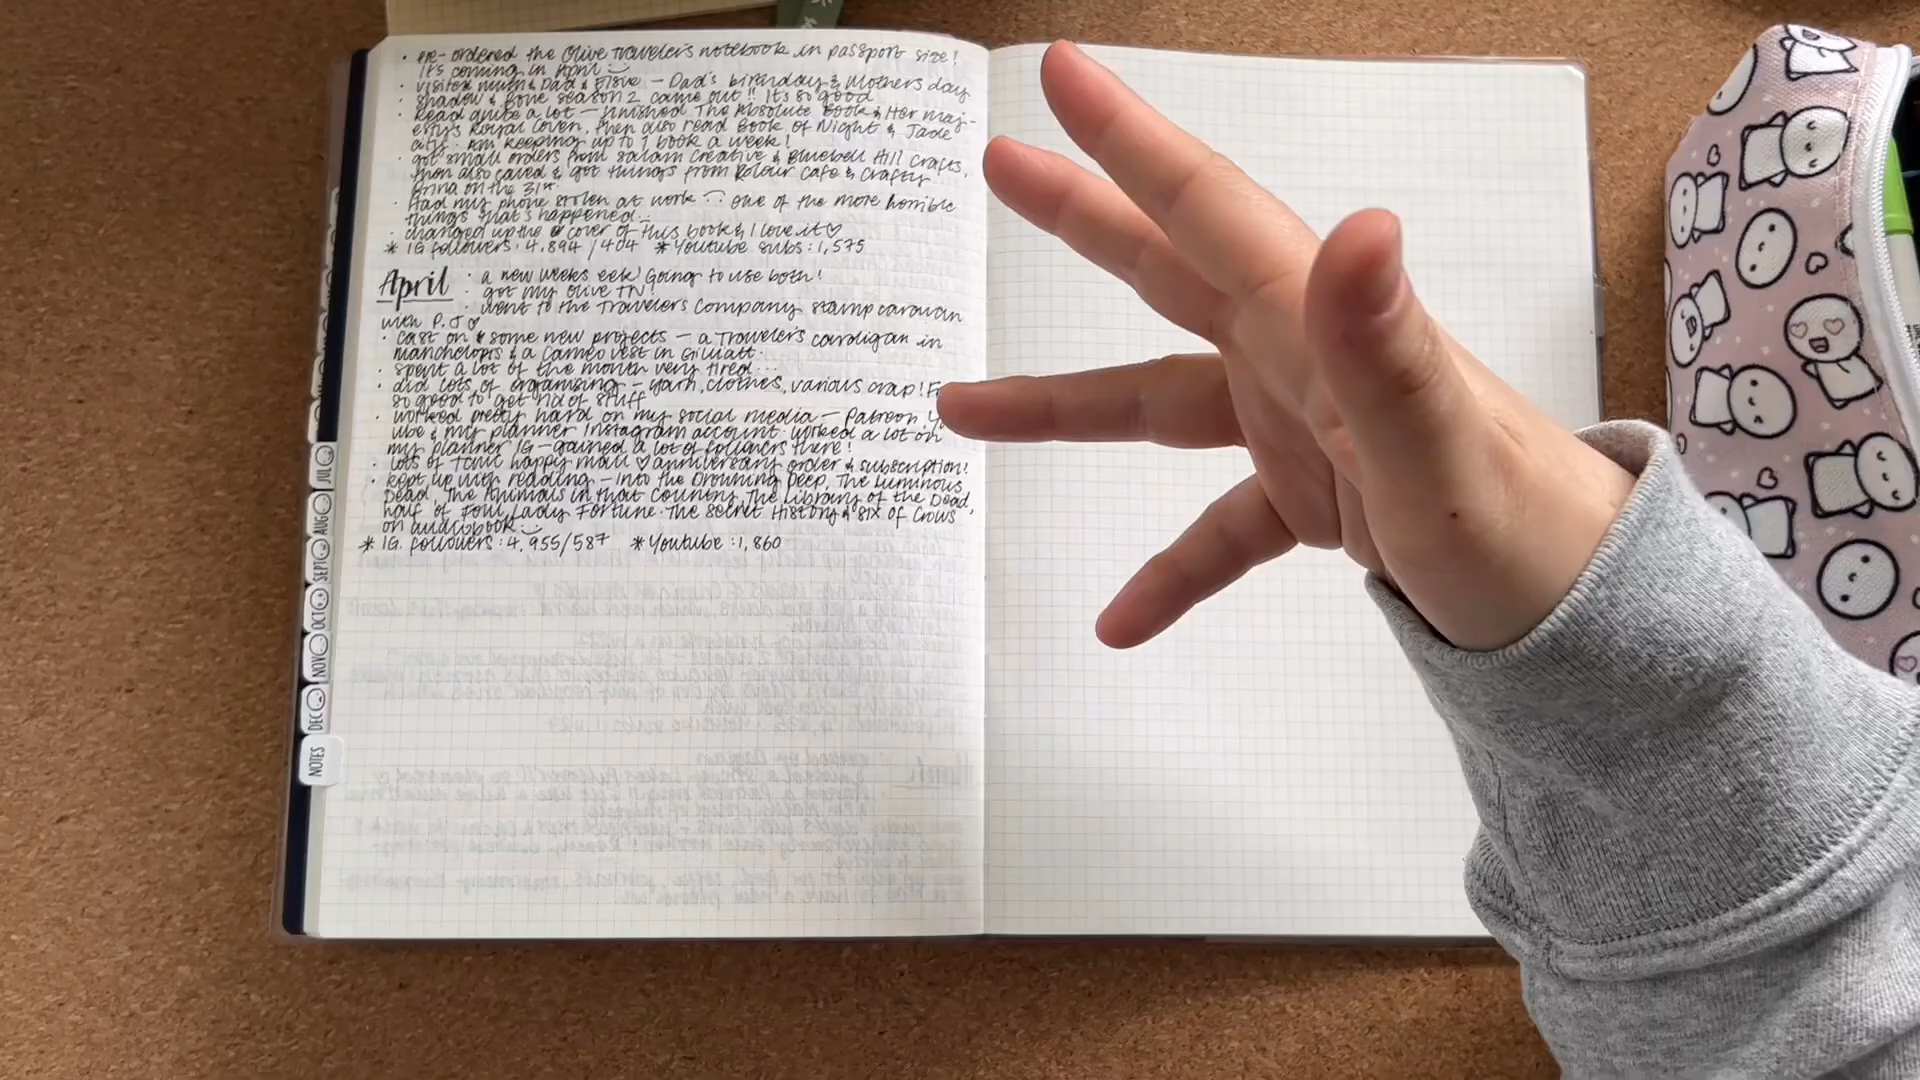 • Pre-ordered the Olive Traveler's notebook in passport size!
It's coming in April
• visited mum & Dad & Elsie – Dad's birthday & Mothers day
• Shadow & Bone season 2 came out!! It's so good
• Read quite a lot – finished The Absolute Book & Her maj-
esty's Royal Coven. Then also read Book of Night & Jade
City. Am keeping up to 1 book a week!
• got small orders from Salam Creative & Bluebell Hill Crafts,
then also caved & got things from Kolour Cafe & Crafty
on the 31st.
• Had my phone stolen at work one of the more horrible
things that's happened...
• changed up the cover of this book & I love it ♡
* IG followers: 4,894 / 404 * Youtube subs: 1,575
April • a new weeks eek! Going to use both!
• got my Olive TN!
• went to the Travelers Company stamp caravan
with P.J
• cast on some new projects – a Traveler's cardigan in
& a Cameo vest in
• spent a lot of the month very tired...
• did lots of organising – yarn, clothes, various crap!
so good to get rid of stuff
• worked pretty hard on my social media – Patreon,
ube & my planner Instagram account. Worked a lot on
my planner IG – gained a lot of followers there!
• lots of TCMC happy mail ♡ anniversary order & subscription!
• kept up with reading – Into the Drowning Deep, The Luminous
Dead, The Animals in that Country, The Library of the Dead,
half of Foul Lady Fortune. The Secret History & Six of Crows
on audiobook
* IG. followers: 4,955/587 * Youtube: 1,860
JUL
AUG
SEPT
OCT
NOV
DEC
NOTES